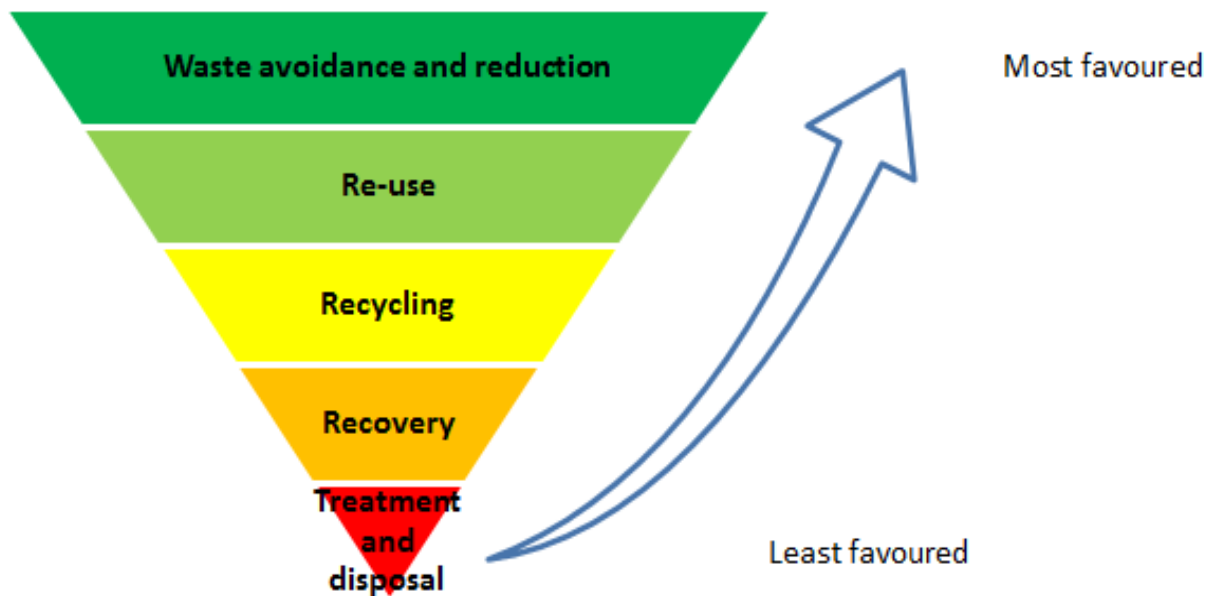 Waste avoidance and reduction
Most favoured
Re-use
Recycling
Recovery
Treatment
and
disposal
Least favoured